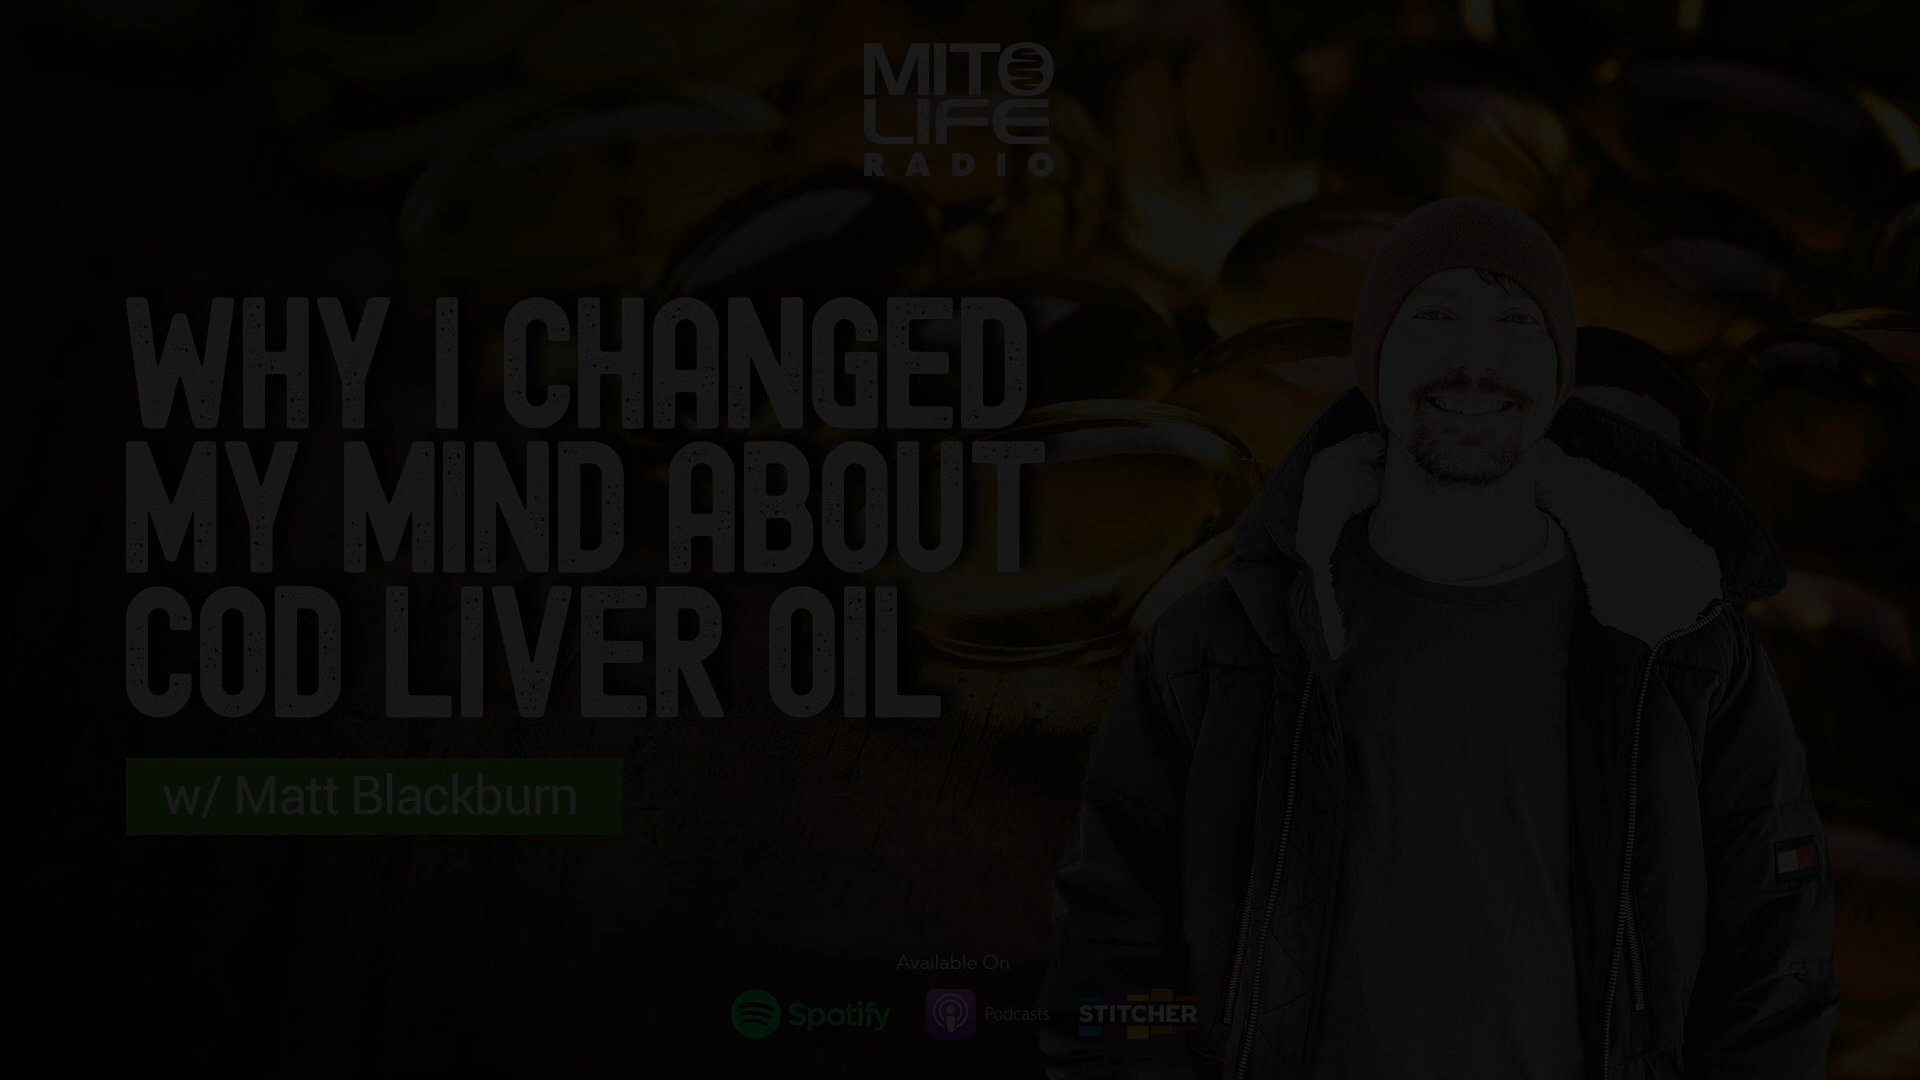 MITO
LIFE
RADIO
WHY I CHANGED
MY MIND ABOUT
COD LIVER OIL
w/ Matt Blackburn
Available On
Spotify
Podcasts
STITCHER